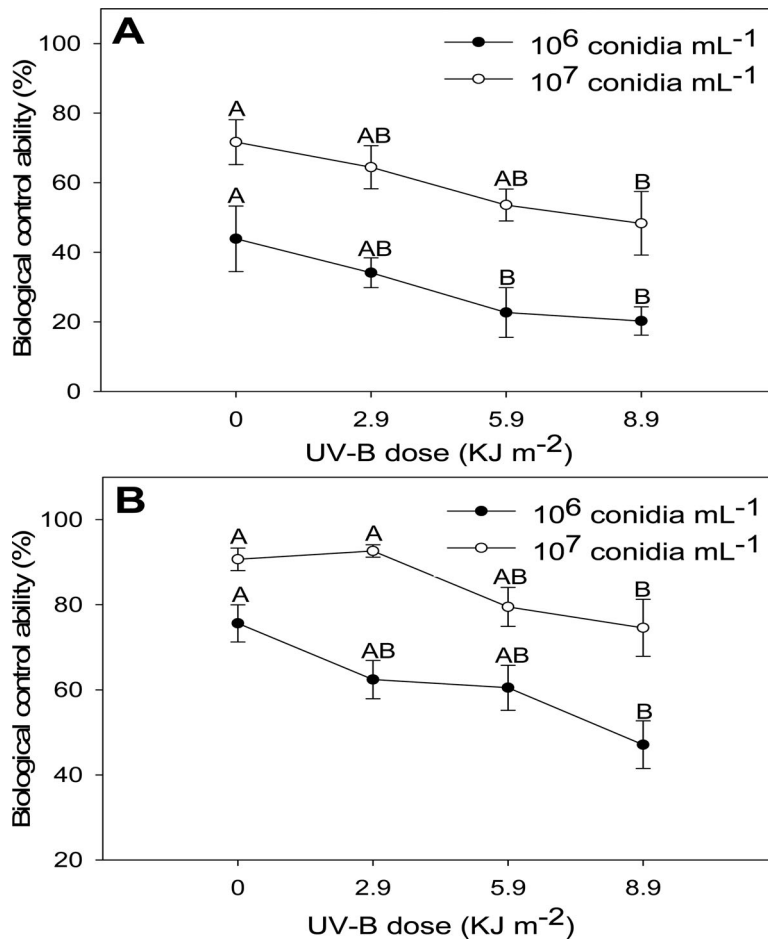 A
10⁶ conidia mL⁻¹
10⁷ conidia mL⁻¹
Biological control ability (%)
100
80
60
40
20
0
A
AB
AB
B
A
AB
B
B
0 2.9 5.9 8.9
UV-B dose (KJ m⁻²)
B
10⁶ conidia mL⁻¹
10⁷ conidia mL⁻¹
Biological control ability (%)
100
80
60
40
20
A
A
AB
B
A
AB
AB
B
0 2.9 5.9 8.9
UV-B dose (KJ m⁻²)